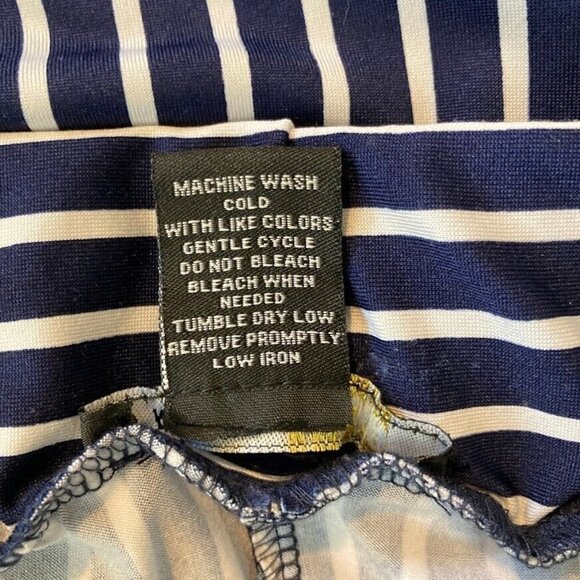 MACHINE WASH
COLD
WITH LIKE COLORS
GENTLE CYCLE
DO NOT BLEACH
BLEACH WHEN
NEEDED
TUMBLE DRY LOW
REMOVE PROMPTLY
LOW IRON